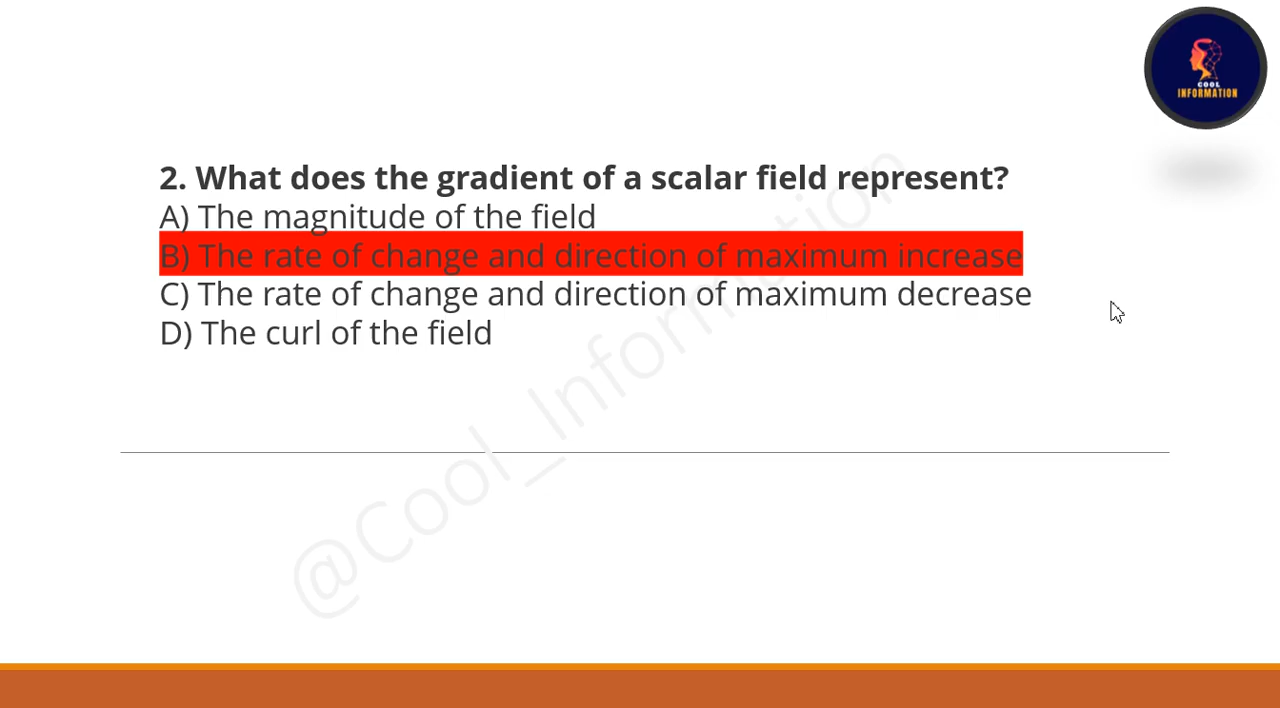 COOL
INFORMATION
2. What does the gradient of a scalar field represent?
A) The magnitude of the field
B) The rate of change and direction of maximum increase
C) The rate of change and direction of maximum decrease
D) The curl of the field
@Cool_Information